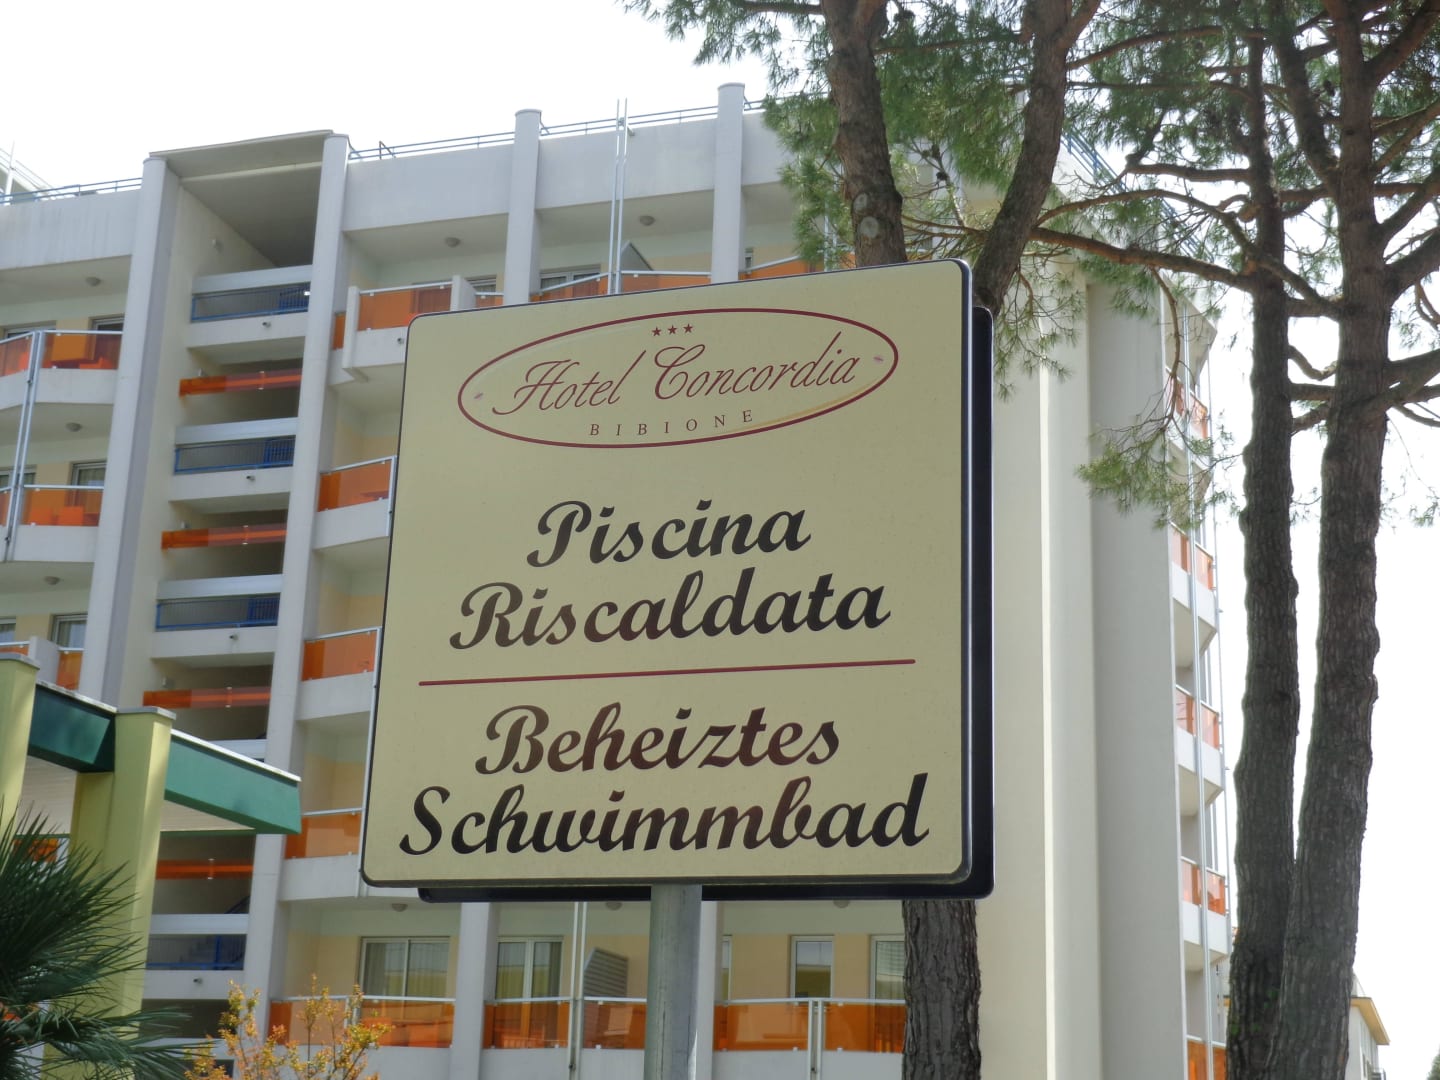 ★★★
Hotel Concordia
BIBIONE
Piscina
Riscaldata
Beheiztes
Schwimmbad